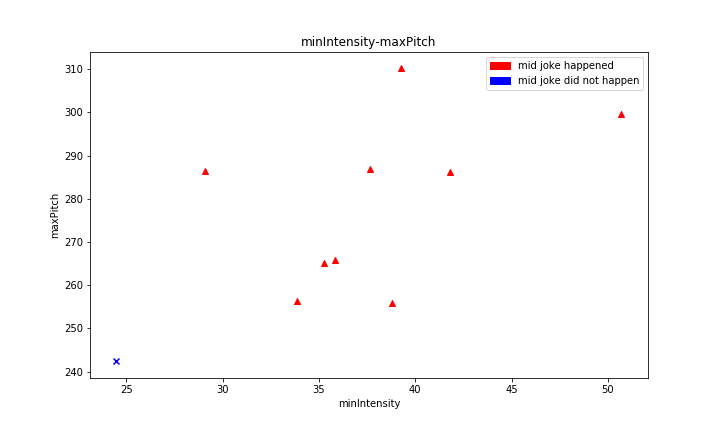 minIntensity-maxPitch
mid joke happened
mid joke did not happen
maxPitch
310
300
290
280
270
260
250
240
25 30 35 40 45 50
minIntensity